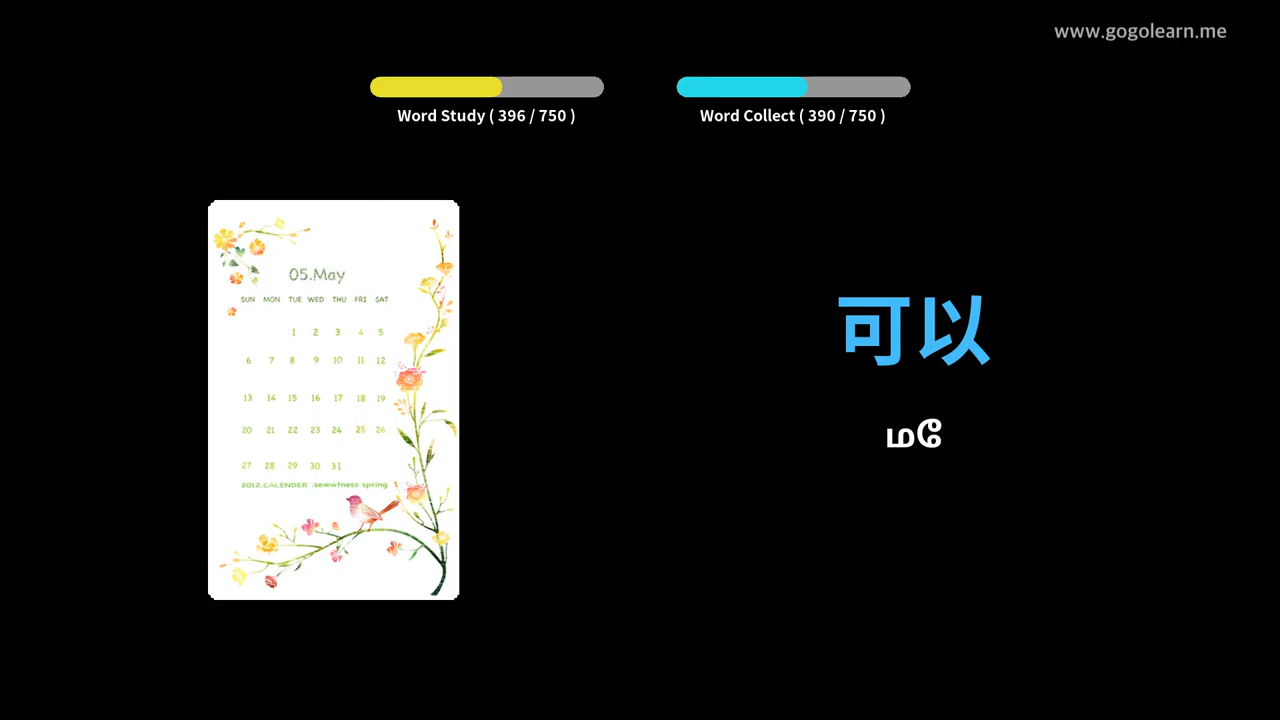 www.gogolearn.me
Word Study ( 396 / 750 )
Word Collect ( 390 / 750 )
05.May
SUN MON TUE WED THU FRI SAT
1 2 3 4 5
6 7 8 9 10 11 12
13 14 15 16 17 18 19
20 21 22 23 24 25 26
27 28 29 30 31
2012.CALENDER .sewwtness spring
可以
மே